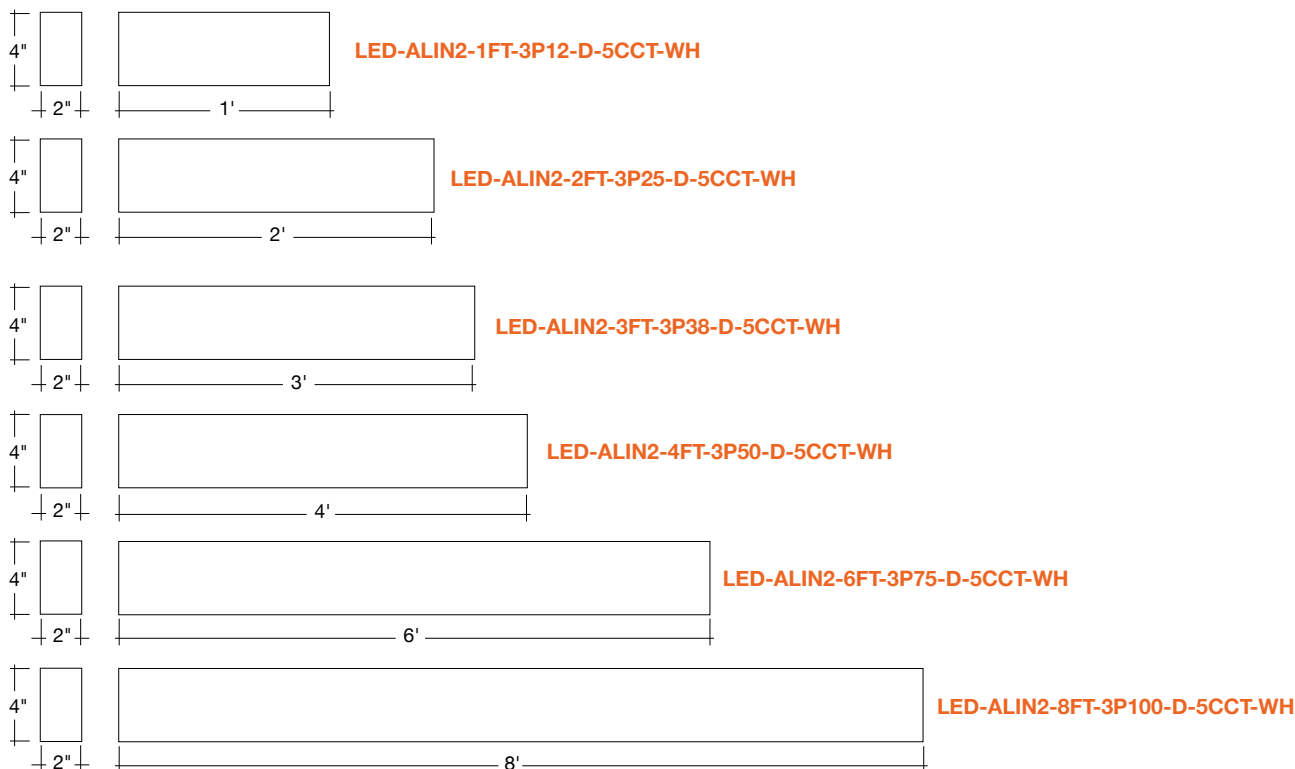 4" LED-ALIN2-1FT-3P12-D-5CCT-WH
2" 1'
4" LED-ALIN2-2FT-3P25-D-5CCT-WH
2" 2'
4" LED-ALIN2-3FT-3P38-D-5CCT-WH
2" 3'
4" LED-ALIN2-4FT-3P50-D-5CCT-WH
2" 4'
4" LED-ALIN2-6FT-3P75-D-5CCT-WH
2" 6'
4" LED-ALIN2-8FT-3P100-D-5CCT-WH
2" 8'